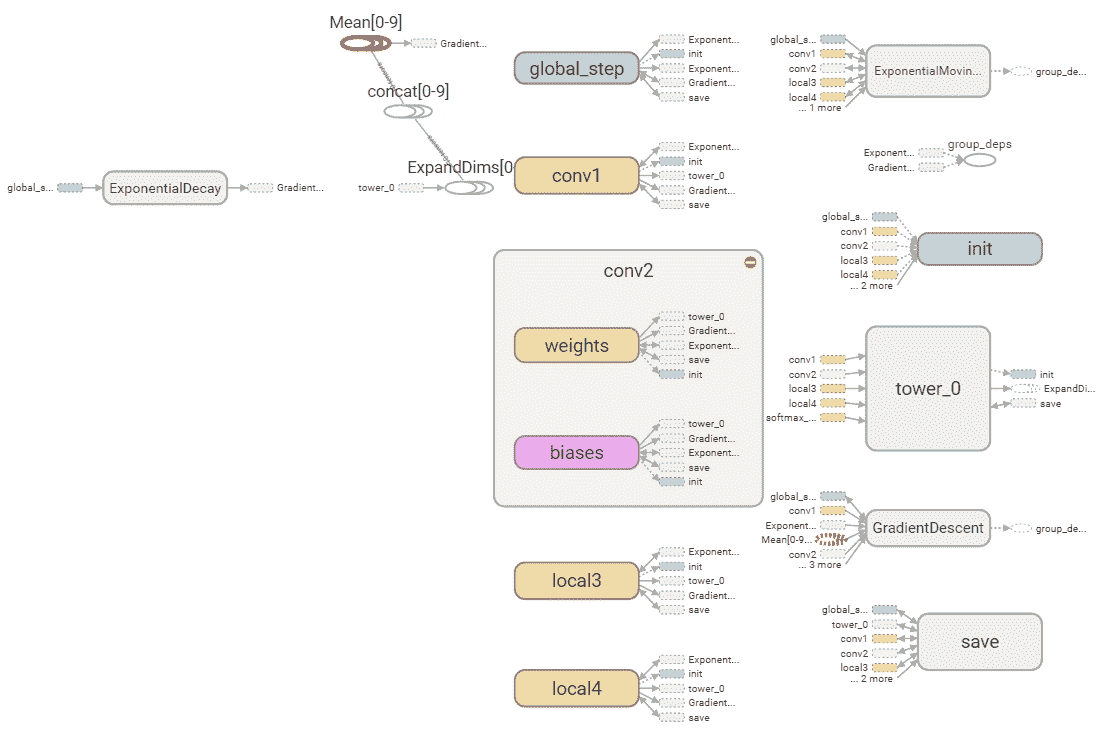 Mean[0-9]
Gradient...
concat[0-9]
ExpandDims[0
tower_0
global_s...
ExponentialDecay
Gradient...
global_step
Exponent...
init
Exponent...
Gradient...
save
conv1
Exponent...
init
tower_0
Gradient...
save
conv2
weights
tower_0
Gradient...
Exponent...
save
init
biases
tower_0
Gradient...
Exponent...
save
init
local3
Exponent...
init
tower_0
Gradient...
save
local4
Exponent...
init
tower_0
Gradient...
save
global_s...
conv1
conv2
local3
local4
... 1 more
ExponentialMovin...
group_de...
group_deps
Exponent...
Gradient...
global_s...
conv1
conv2
local3
local4
... 2 more
init
conv1
conv2
local3
local4
softmax_...
tower_0
init
ExpandDi...
save
global_s...
conv1
Exponent...
Mean[0-9...
conv2
... 3 more
GradientDescent
group_de...
global_s...
tower_0
conv1
conv2
local3
... 2 more
save